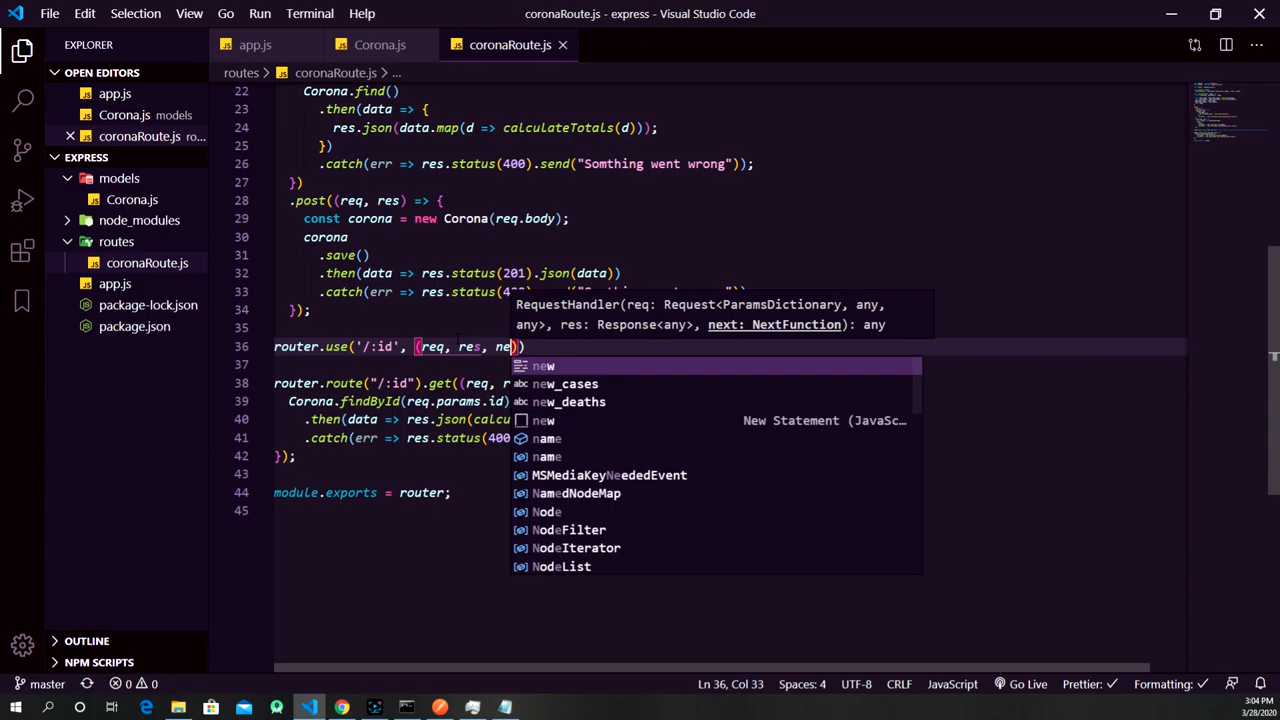 File Edit Selection View Go Run Terminal Help coronaRoute.js - express - Visual Studio Code
EXPLORER
OPEN EDITORS
app.js
Corona.js models
coronaRoute.js ro...
EXPRESS
models
Corona.js
node_modules
routes
coronaRoute.js
app.js
package-lock.json
package.json
OUTLINE
NPM SCRIPTS
app.js Corona.js coronaRoute.js
routes > coronaRoute.js > ...
22 Corona.find()
23 .then(data => {
24 res.json(data.map(d => calculateTotals(d)));
25 })
26 .catch(err => res.status(400).send("Somthing went wrong"));
27 })
28 .post((req, res) => {
29 const corona = new Corona(req.body);
30 corona
31 .save()
32 .then(data => res.status(201).json(data))
33 .catch(err => res.status(4
34 });
35
36 router.use('/:id', (req, res, ne))
37
38 router.route("/:id").get((req, r
39 Corona.findById(req.params.id)
40 .then(data => res.json(calcu
41 .catch(err => res.status(400
42 });
43
44 module.exports = router;
45
RequestHandler(req: Request<ParamsDictionary, any,
any>, res: Response<any>, next: NextFunction): any
new
new_cases
new_deaths
new New Statement (JavaSc…
name
name
MSMediaKeyNeededEvent
NamedNodeMap
Node
NodeFilter
NodeIterator
NodeList
master 0 0 Ln 36, Col 33 Spaces: 4 UTF-8 CRLF JavaScript Go Live Prettier: ✓ Formatting: ✓
3:04 PM
3/28/2020